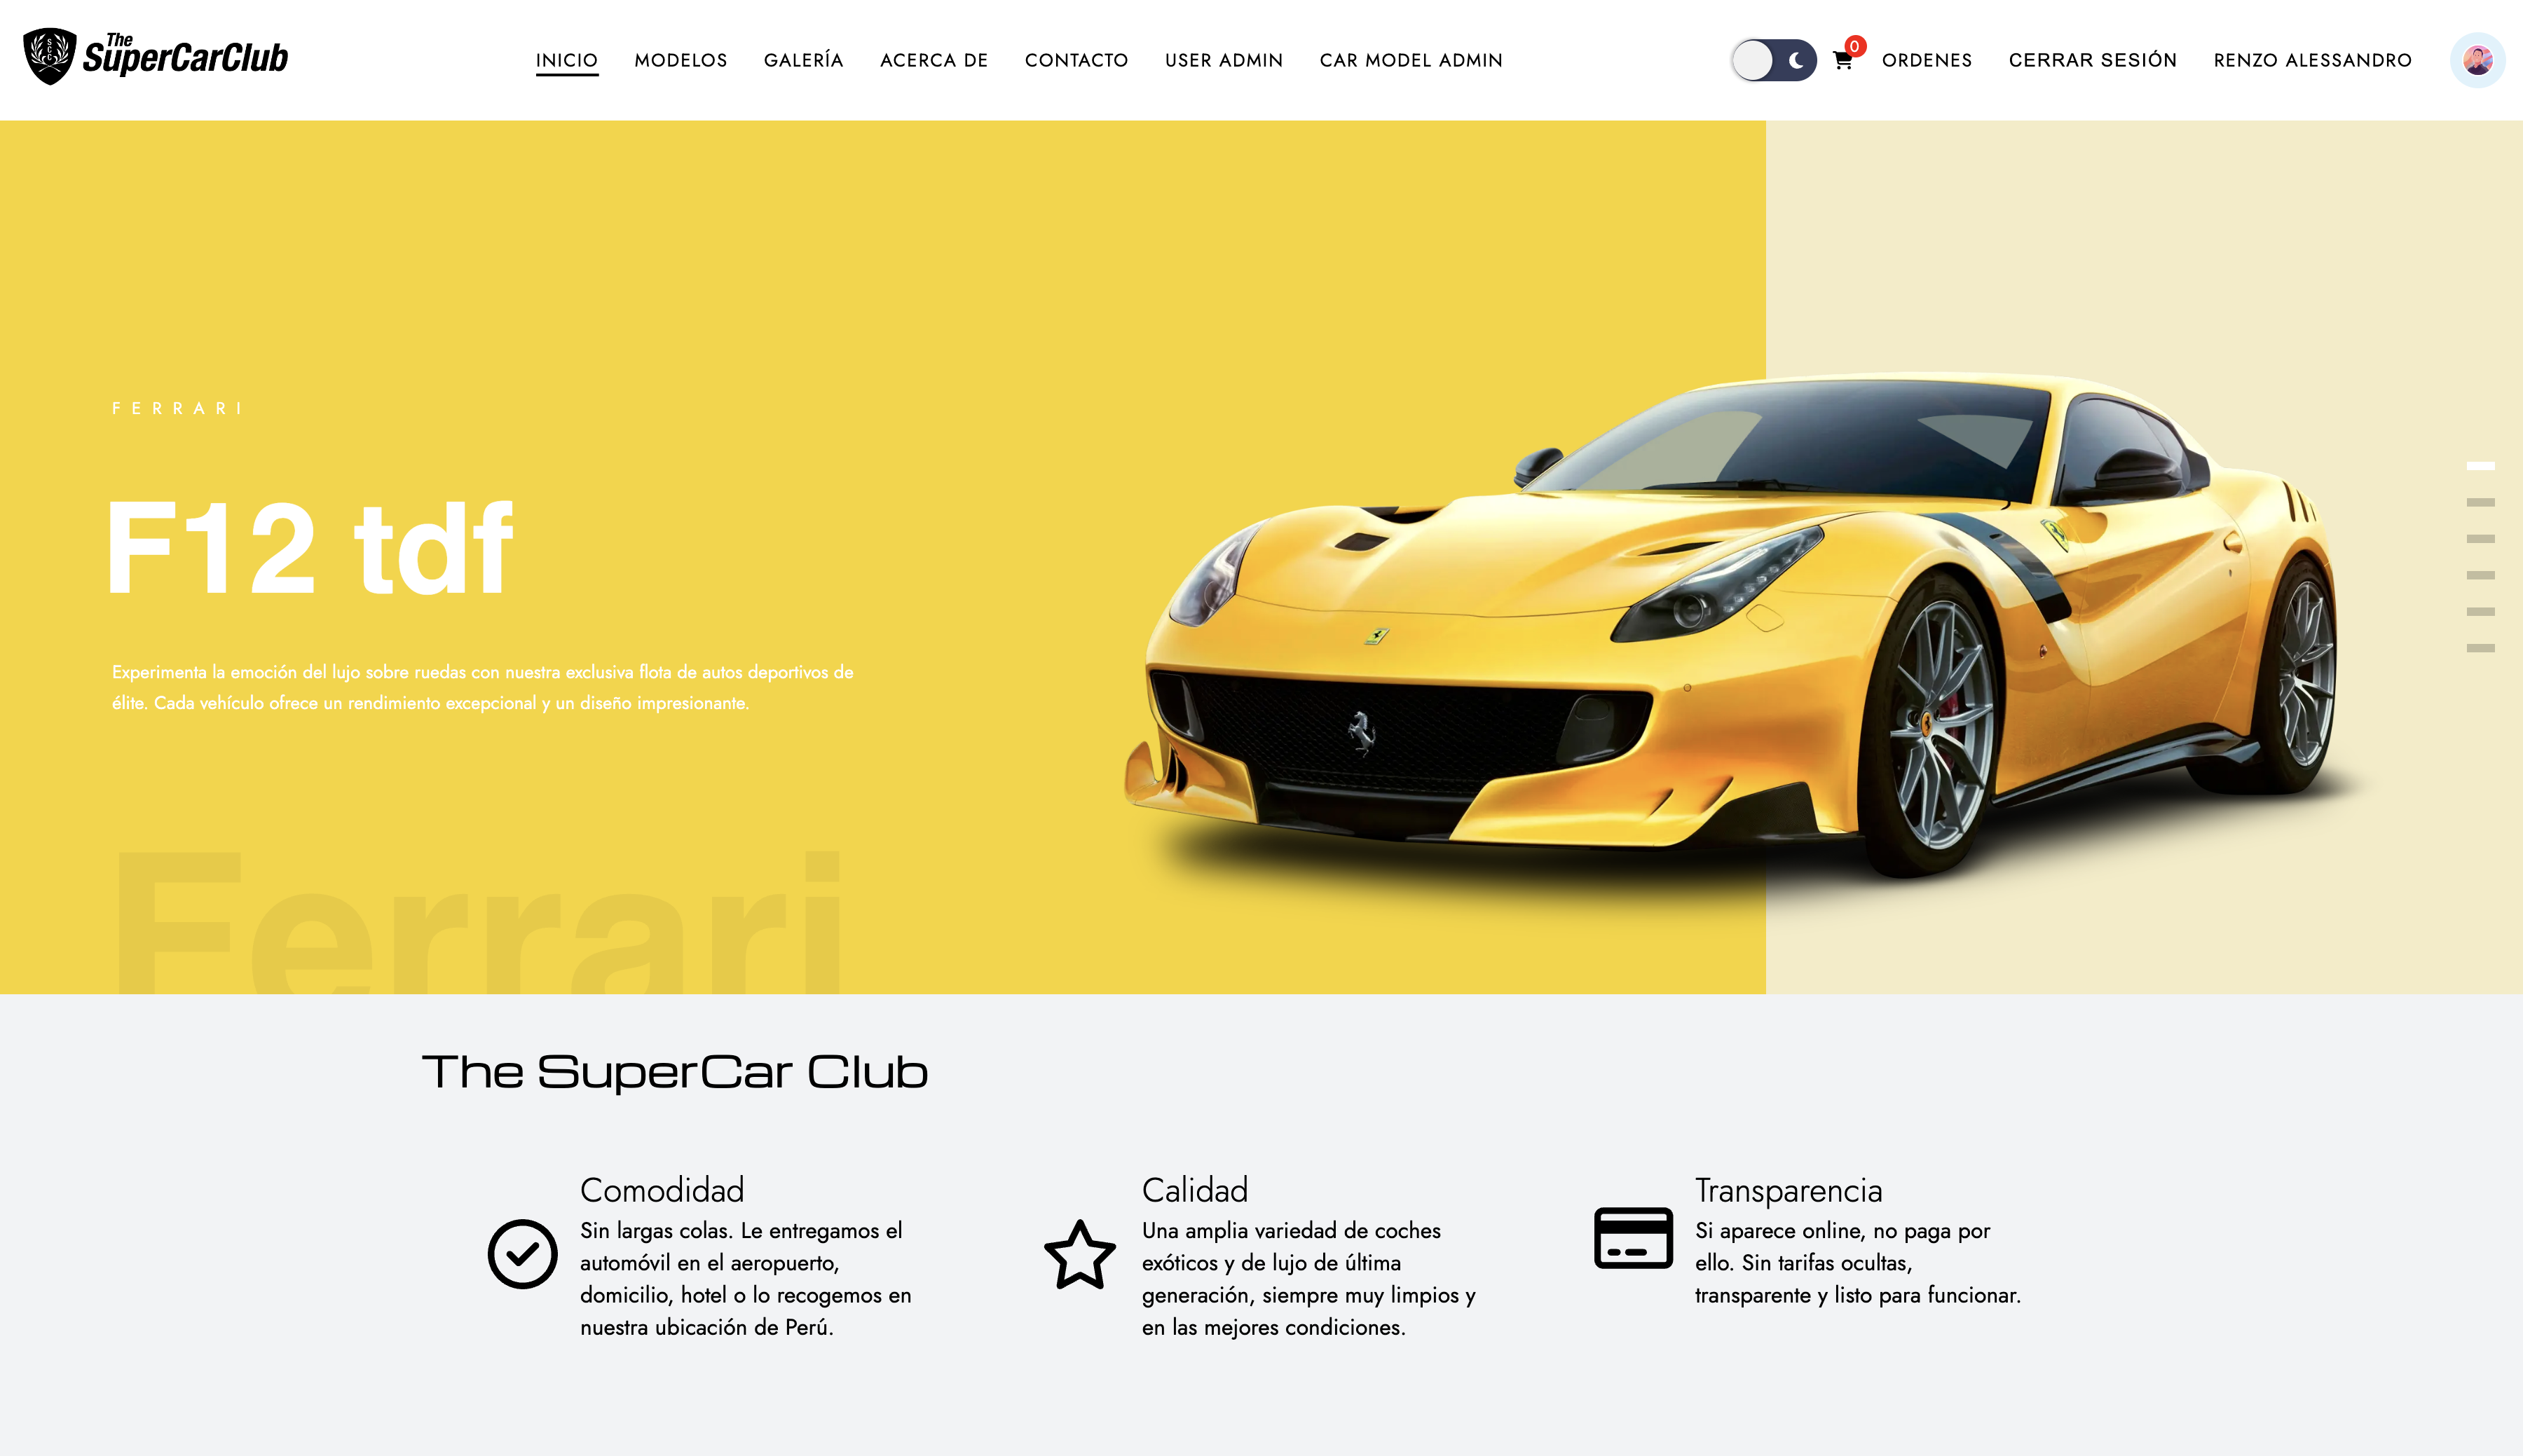 The
SuperCarClub
INICIO MODELOS GALERÍA ACERCA DE CONTACTO USER ADMIN CAR MODEL ADMIN
0
ORDENES CERRAR SESIÓN RENZO ALESSANDRO
FERRARI
F12 tdf
Experimenta la emoción del lujo sobre ruedas con nuestra exclusiva flota de autos deportivos de
élite. Cada vehículo ofrece un rendimiento excepcional y un diseño impresionante.
Ferrari
The SuperCar Club
Comodidad
Sin largas colas. Le entregamos el
automóvil en el aeropuerto,
domicilio, hotel o lo recogemos en
nuestra ubicación de Perú.
Calidad
Una amplia variedad de coches
exóticos y de lujo de última
generación, siempre muy limpios y
en las mejores condiciones.
Transparencia
Si aparece online, no paga por
ello. Sin tarifas ocultas,
transparente y listo para funcionar.